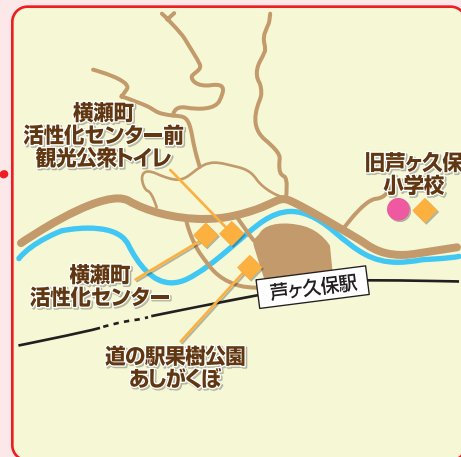 横瀬町
活性化センター前
観光公衆トイレ
旧芦ヶ久保
小学校
横瀬町
活性化センター
芦ヶ久保駅
道の駅果樹公園
あしがくぼ